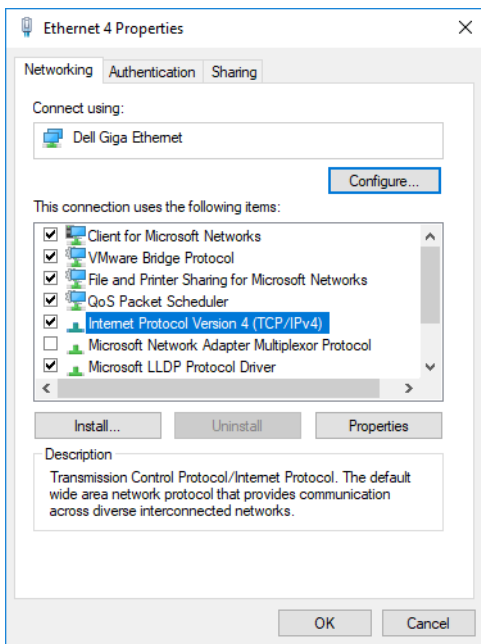 Ethernet 4 Properties
Networking Authentication Sharing
Connect using:
Dell Giga Ethernet
Configure...
This connection uses the following items:
Client for Microsoft Networks
VMware Bridge Protocol
File and Printer Sharing for Microsoft Networks
QoS Packet Scheduler
Internet Protocol Version 4 (TCP/IPv4)
Microsoft Network Adapter Multiplexor Protocol
Microsoft LLDP Protocol Driver
Install... Uninstall Properties
Description
Transmission Control Protocol/Internet Protocol. The default
wide area network protocol that provides communication
across diverse interconnected networks.
OK Cancel